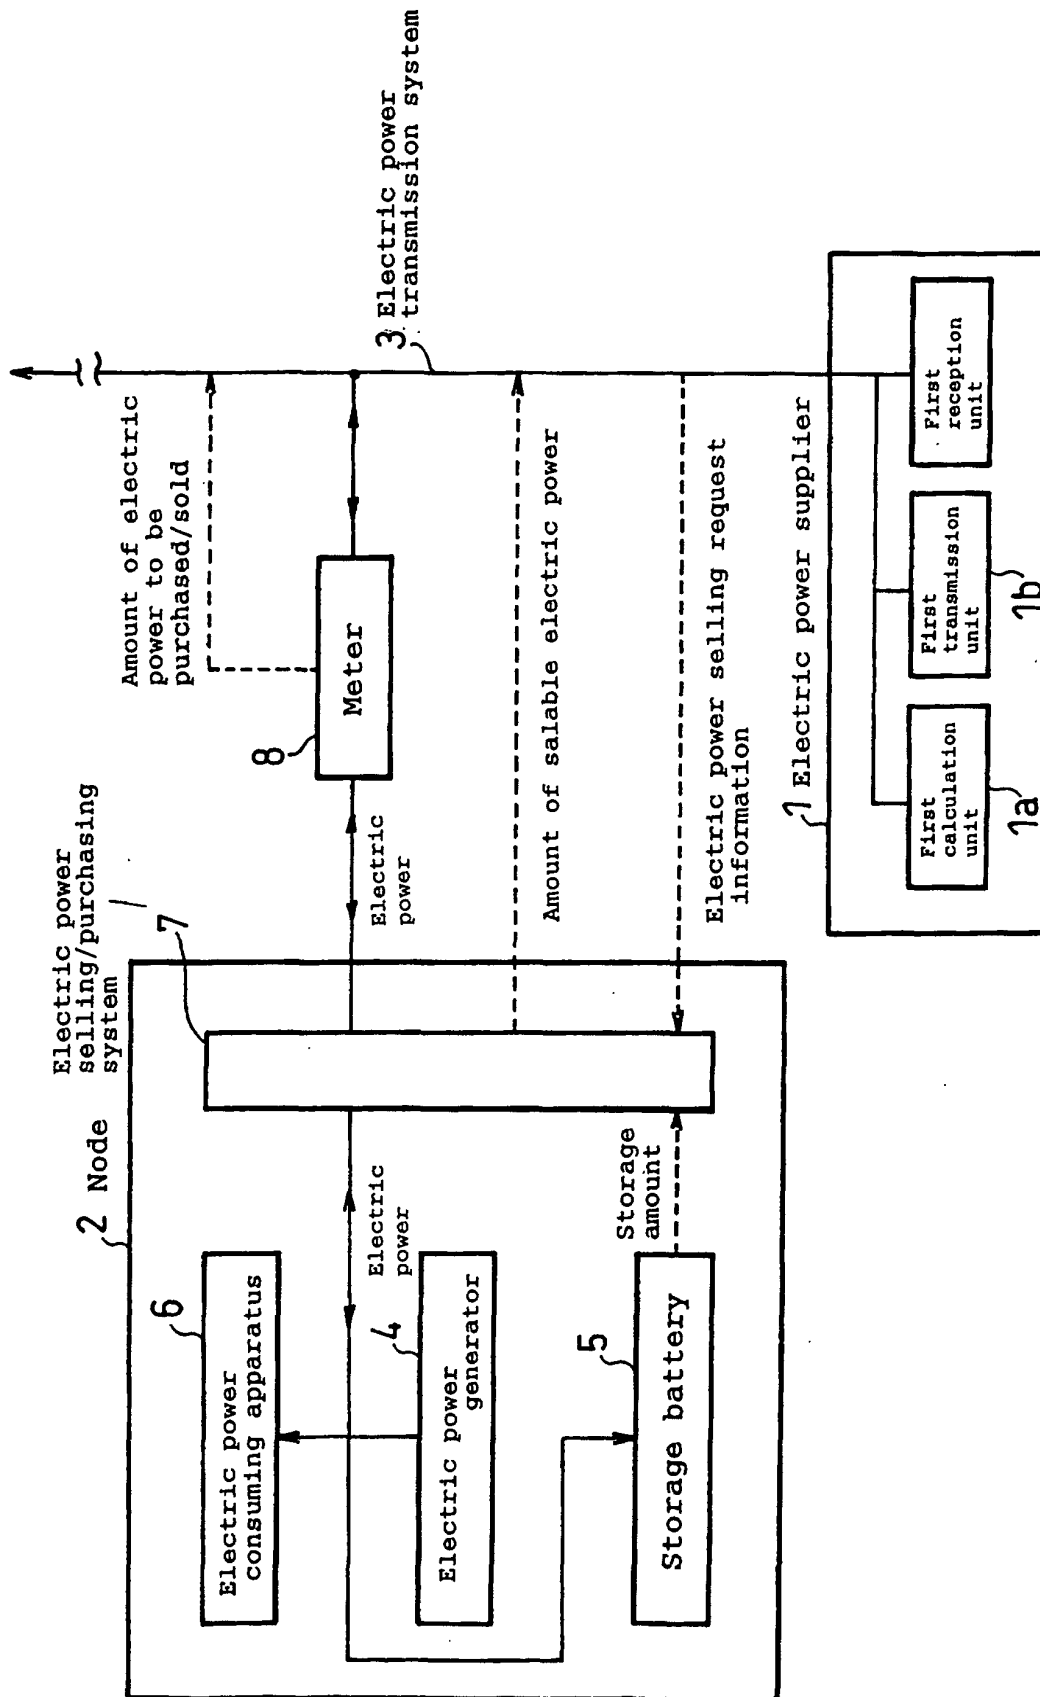 2 Node
Electric power
selling/purchasing
system
7
6
Electric power
consuming apparatus
Electric
power
4
Electric power
generator
5
Storage battery
Storage
amount
Electric
power
8
Meter
Amount of electric
power to be
purchased/sold
3 Electric power
transmission system
Amount of salable electric power
Electric power selling request
information
1 Electric power supplier
First
calculation
unit
1a
First
transmission
unit
1b
First
reception
unit